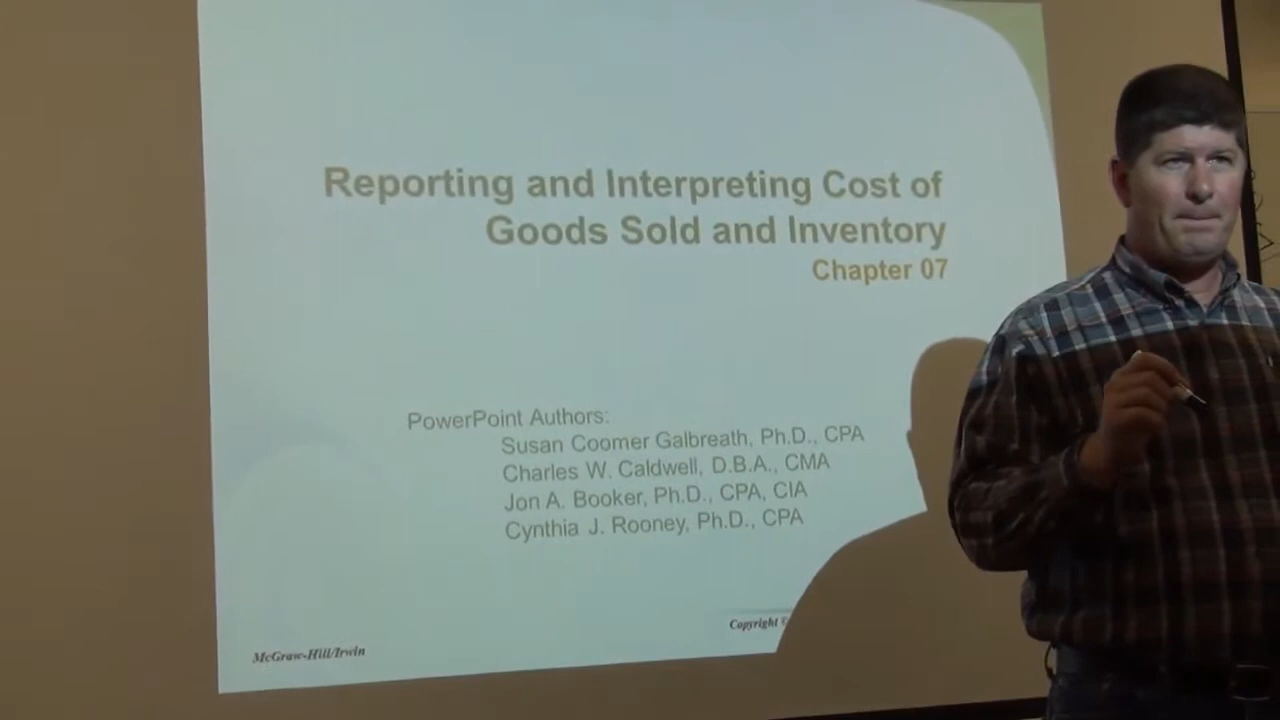 Reporting and Interpreting Cost of
Goods Sold and Inventory
Chapter 07
PowerPoint Authors:
Susan Coomer Galbreath, Ph.D., CPA
Charles W. Caldwell, D.B.A., CMA
Jon A. Booker, Ph.D., CPA, CIA
Cynthia J. Rooney, Ph.D., CPA
Copyright ©
McGraw-Hill/Irwin